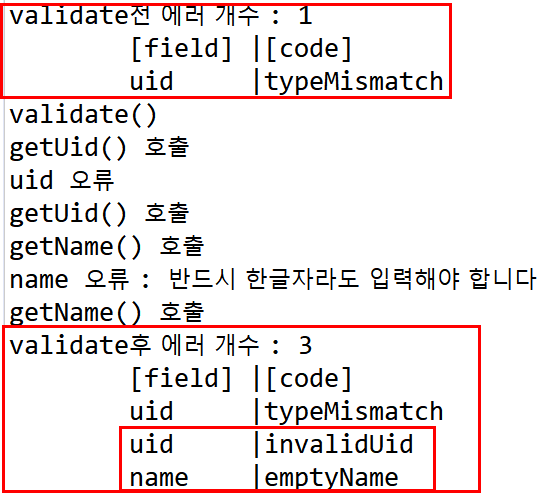 validate전 에러 개수 : 1
[field] |[code]
uid |typeMismatch
validate()
getUid() 호출
uid 오류
getUid() 호출
getName() 호출
name 오류 : 반드시 한글자라도 입력해야 합니다
getName() 호출
validate후 에러 개수 : 3
[field] |[code]
uid |typeMismatch
uid |invalidUid
name |emptyName